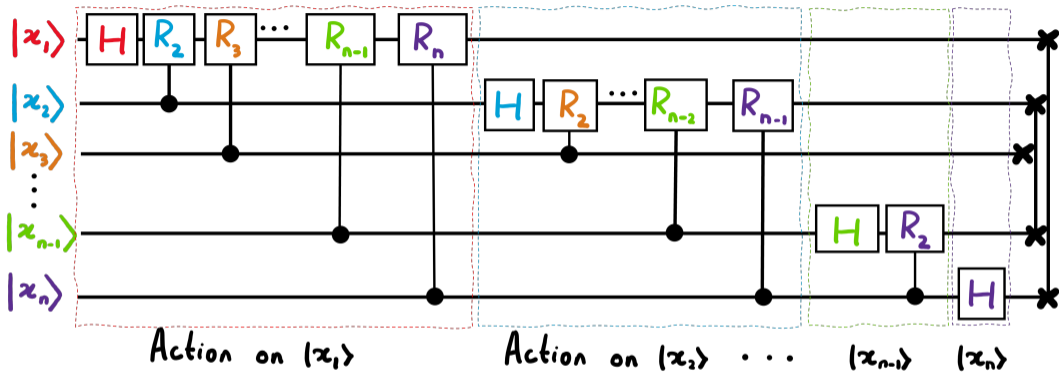 |x₁⟩ H R₂ R₃ ... Rₙ₋₁ Rₙ
|x₂⟩ H R₂ ... Rₙ₋₂ Rₙ₋₁
|x₃⟩
⋮
|xₙ₋₁⟩ H R₂
|xₙ⟩ H
Action on |x₁⟩ Action on |x₂⟩ .... |xₙ₋₁⟩ |xₙ⟩